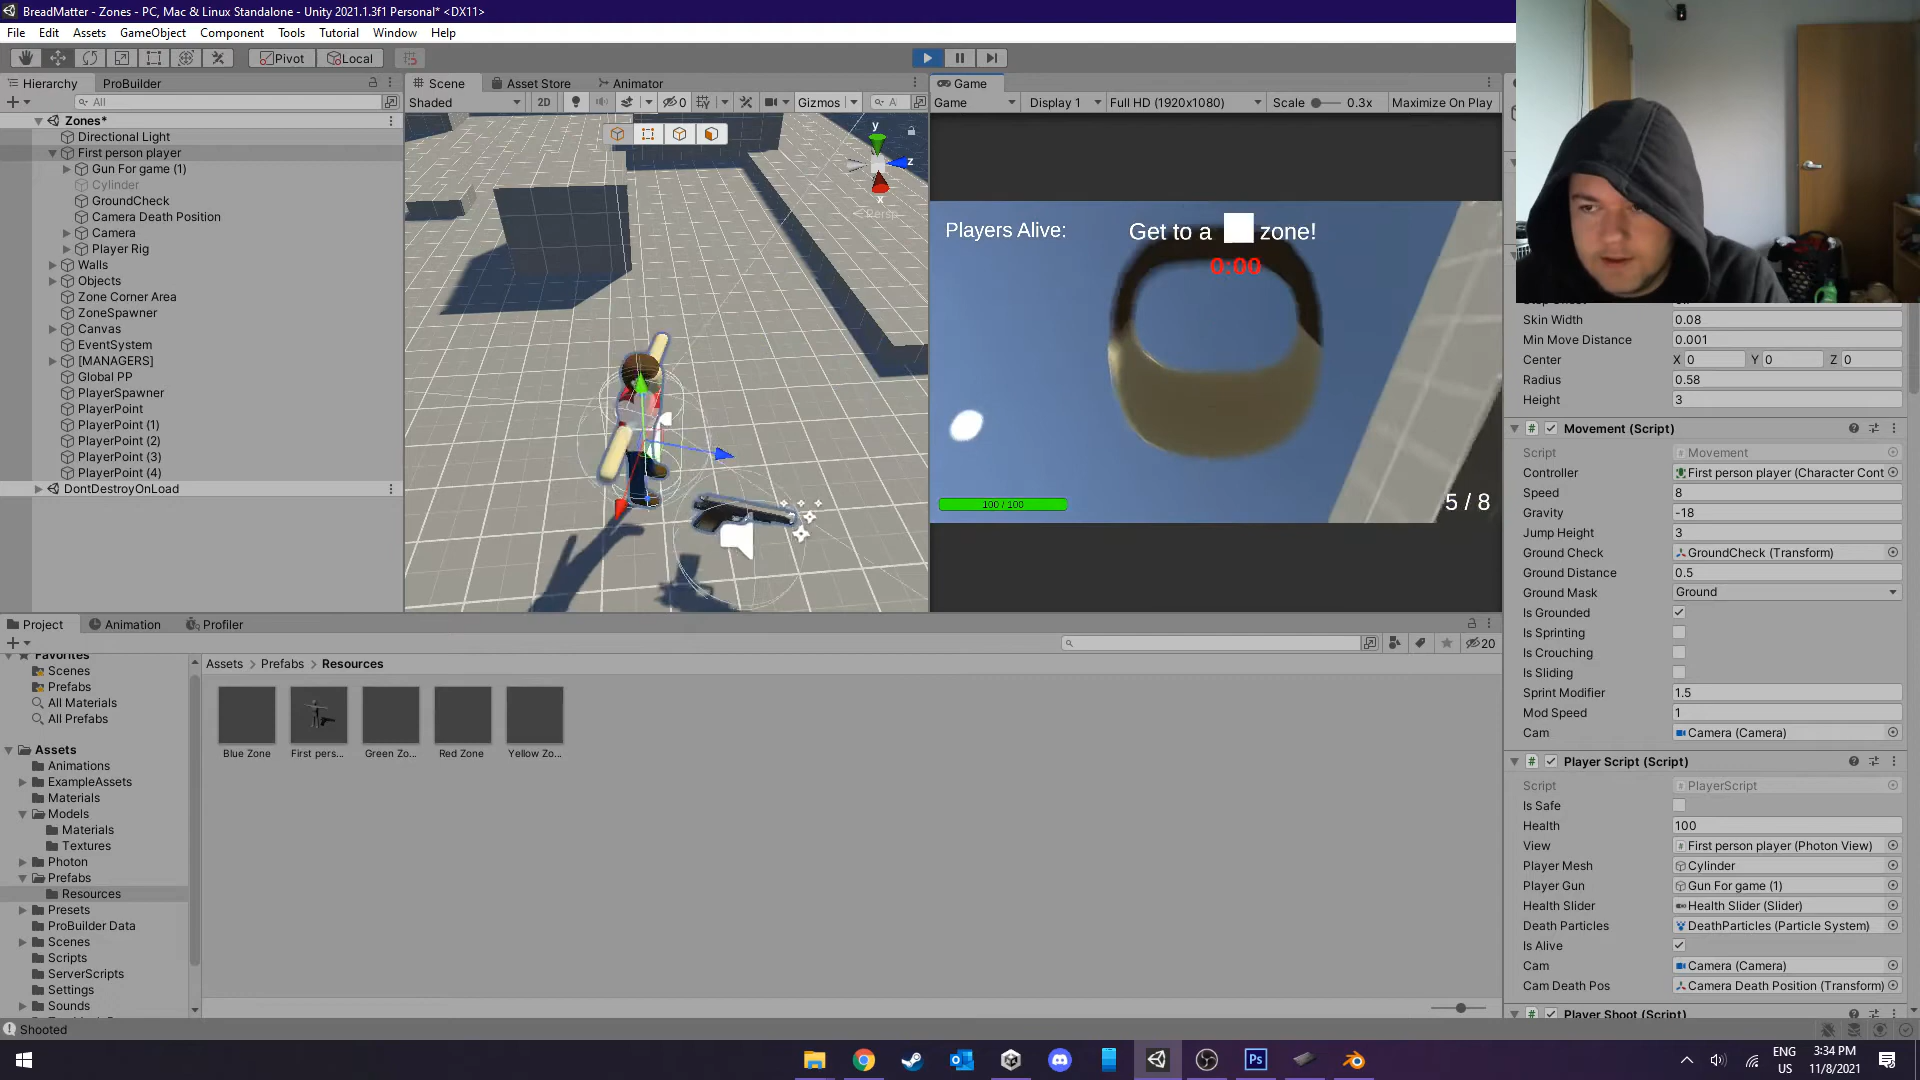 BreadMatter - Zones - PC, Mac & Linux Standalone - Unity 2021.1.3f1 Personal* <DX11>
File Edit Assets GameObject Component Tools Tutorial Window Help
Pivot Local
Hierarchy ProBuilder
All
Zones*
Directional Light
First person player
Gun For game (1)
Cylinder
GroundCheck
Camera Death Position
Camera
Player Rig
Walls
Objects
Zone Corner Area
ZoneSpawner
Canvas
EventSystem
[MANAGERS]
Global PP
PlayerSpawner
PlayerPoint
PlayerPoint (1)
PlayerPoint (2)
PlayerPoint (3)
PlayerPoint (4)
DontDestroyOnLoad
Scene Asset Store Animator
Shaded 2D 0 Gizmos A
y
z
x
Persp
Game
Game Display 1 Full HD (1920x1080) Scale 0.3x Maximize On Play
Players Alive: Get to a zone!
0:00
100 / 100
5 / 8
Skin Width 0.08
Min Move Distance 0.001
Center X 0 Y 0 Z 0
Radius 0.58
Height 3
Movement (Script)
Script Movement
Controller First person player (Character Cont
Speed 8
Gravity -18
Jump Height 3
Ground Check GroundCheck (Transform)
Ground Distance 0.5
Ground Mask Ground
Is Grounded
Is Sprinting
Is Crouching
Is Sliding
Sprint Modifier 1.5
Mod Speed 1
Cam Camera (Camera)
Player Script (Script)
Script PlayerScript
Is Safe
Health 100
View First person player (Photon View)
Player Mesh Cylinder
Player Gun Gun For game (1)
Health Slider Health Slider (Slider)
Death Particles DeathParticles (Particle System)
Is Alive
Cam Camera (Camera)
Cam Death Pos Camera Death Position (Transform)
Player Shoot (Script)
Project Animation Profiler
20
Favorites
Scenes
Prefabs
All Materials
All Prefabs
Assets
Animations
ExampleAssets
Materials
Models
Materials
Textures
Photon
Prefabs
Resources
Presets
ProBuilder Data
Scenes
Scripts
ServerScripts
Settings
Sounds
Assets > Prefabs > Resources
Blue Zone First pers... Green Zo... Red Zone Yellow Zo...
Shooted
Ps
ENG
US
3:34 PM
11/8/2021